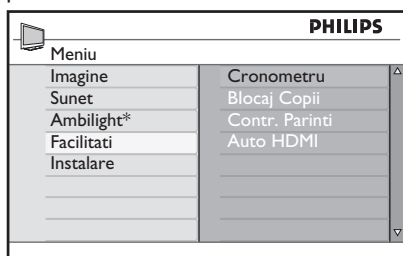 PHILIPS
Meniu
Imagine
Sunet
Ambilight*
Facilitati
Instalare
Cronometru
Blocaj Copii
Contr. Parinti
Auto HDMI